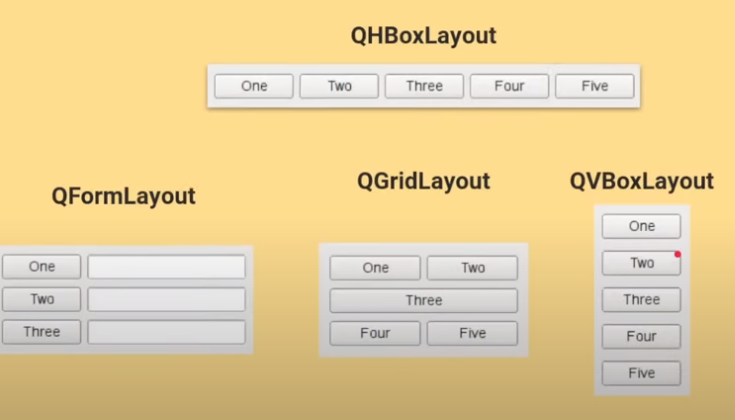 QHBoxLayout
One Two Three Four Five
QFormLayout
One
Two
Three
QGridLayout
One Two
Three
Four Five
QVBoxLayout
One
Two
Three
Four
Five